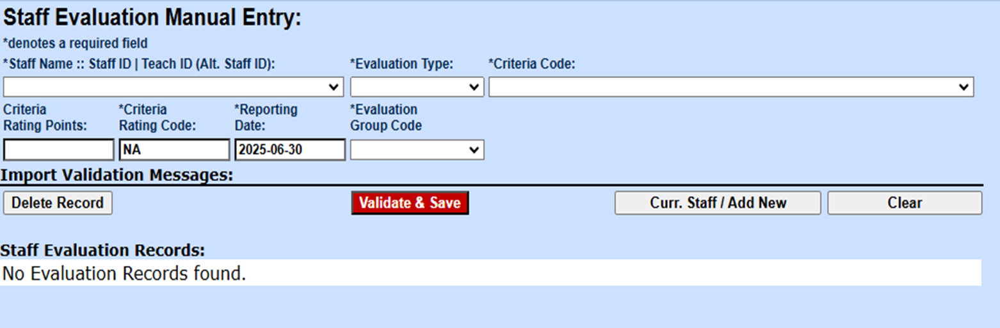 Staff Evaluation Manual Entry:
*denotes a required field
*Staff Name :: Staff ID | Teach ID (Alt. Staff ID): *Evaluation Type: *Criteria Code:
Criteria Rating Points: *Criteria Rating Code: *Reporting Date: *Evaluation Group Code
NA 2025-06-30
Import Validation Messages:
Delete Record Validate & Save Curr. Staff / Add New Clear
Staff Evaluation Records:
No Evaluation Records found.